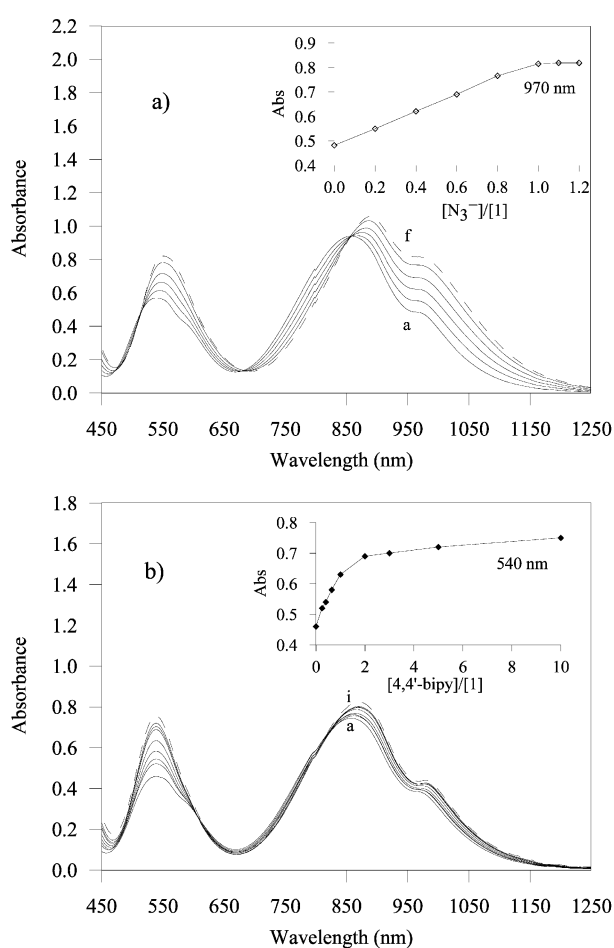 2.2
2.0
1.8
1.6
1.4
1.2
1.0
0.8
0.6
0.4
0.2
0.0
Absorbance
a)
0.9
0.8
0.7
0.6
0.5
0.4
Abs
970 nm
0.0 0.2 0.4 0.6 0.8 1.0 1.2
[N₃⁻]/[1]
f
a
450 550 650 750 850 950 1050 1150 1250
Wavelength (nm)
1.8
1.6
1.4
1.2
1.0
0.8
0.6
0.4
0.2
0.0
Absorbance
b)
0.8
0.7
0.6
0.5
0.4
Abs
540 nm
0 2 4 6 8 10
[4,4'-bipy]/[1]
i
a
450 550 650 750 850 950 1050 1150 1250
Wavelength (nm)